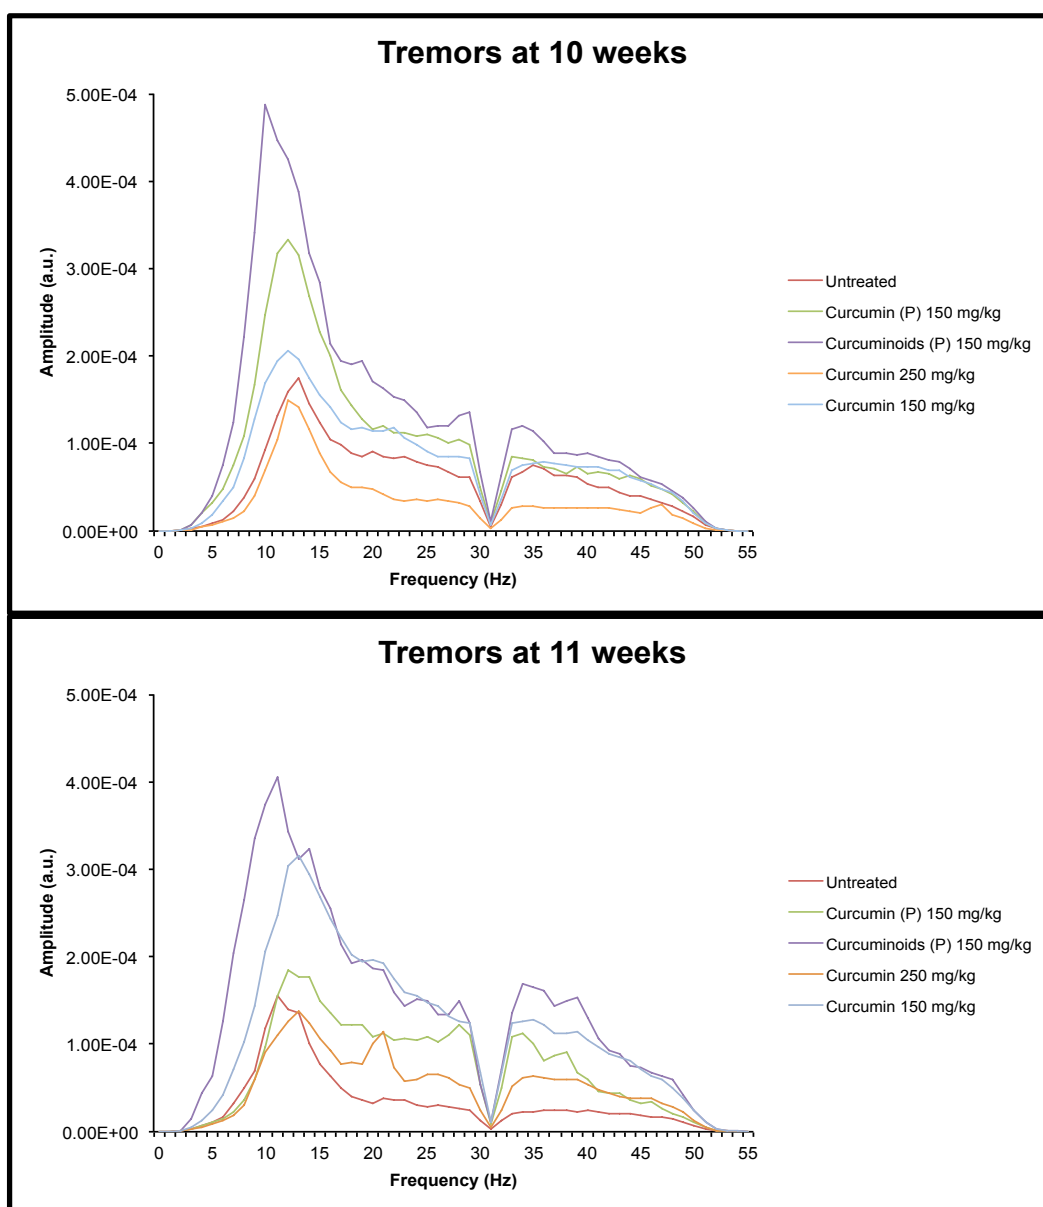 Tremors at 10 weeks
5.00E-04
4.00E-04
3.00E-04
2.00E-04
1.00E-04
0.00E+00
Amplitude (a.u.)
0 5 10 15 20 25 30 35 40 45 50 55
Frequency (Hz)
Untreated
Curcumin (P) 150 mg/kg
Curcuminoids (P) 150 mg/kg
Curcumin 250 mg/kg
Curcumin 150 mg/kg
Tremors at 11 weeks
5.00E-04
4.00E-04
3.00E-04
2.00E-04
1.00E-04
0.00E+00
Amplitude (a.u.)
0 5 10 15 20 25 30 35 40 45 50 55
Frequency (Hz)
Untreated
Curcumin (P) 150 mg/kg
Curcuminoids (P) 150 mg/kg
Curcumin 250 mg/kg
Curcumin 150 mg/kg